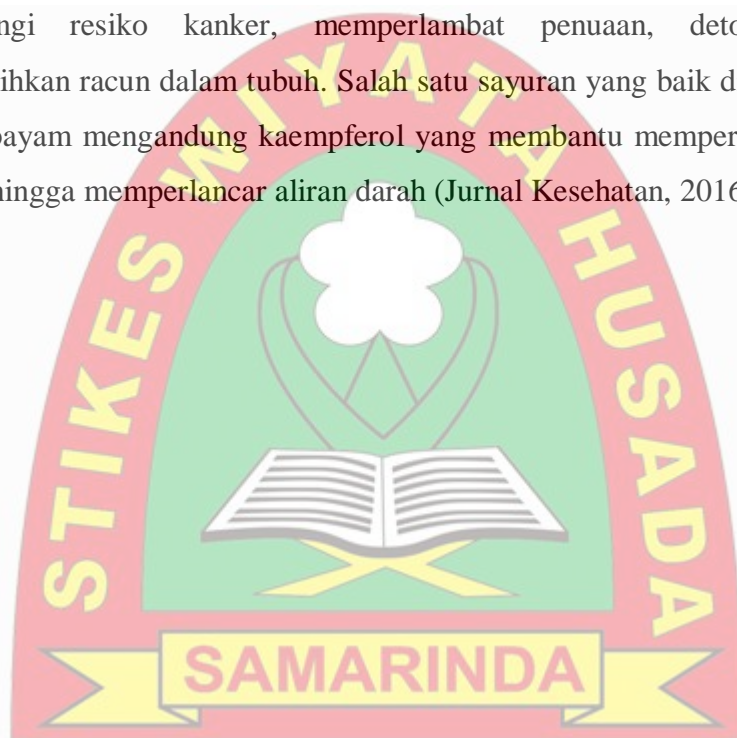 ngi resiko kanker, memperlambat penuaan, deto
ihkan racun dalam tubuh. Salah satu sayuran yang baik d
bayam mengandung kaempferol yang membantu memper
hingga memperlancar aliran darah (Jurnal Kesehatan, 2016
STIKES WIYATA HUSADA
SAMARINDA